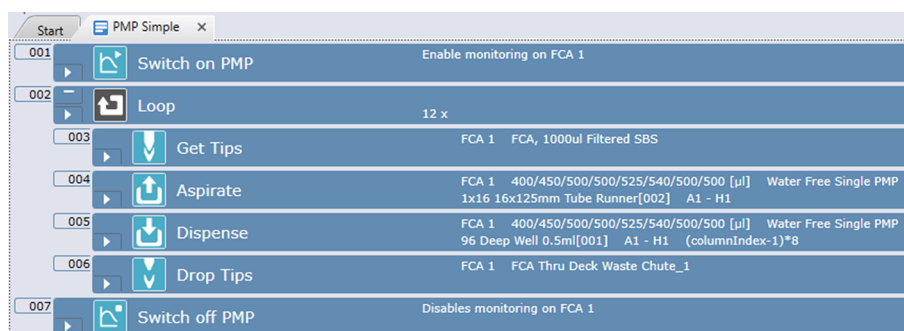 Start PMP Simple ×
001 Switch on PMP Enable monitoring on FCA 1
002 Loop
12 x
003 Get Tips FCA 1 FCA, 1000ul Filtered SBS
004 Aspirate FCA 1 400/450/500/500/525/540/500/500 [µl] Water Free Single PMP
1x16 16x125mm Tube Runner[002] A1 - H1
005 Dispense FCA 1 400/450/500/500/525/540/500/500 [µl] Water Free Single PMP
96 Deep Well 0.5ml[001] A1 - H1 (columnIndex-1)*8
006 Drop Tips FCA 1 FCA Thru Deck Waste Chute_1
007 Switch off PMP Disables monitoring on FCA 1